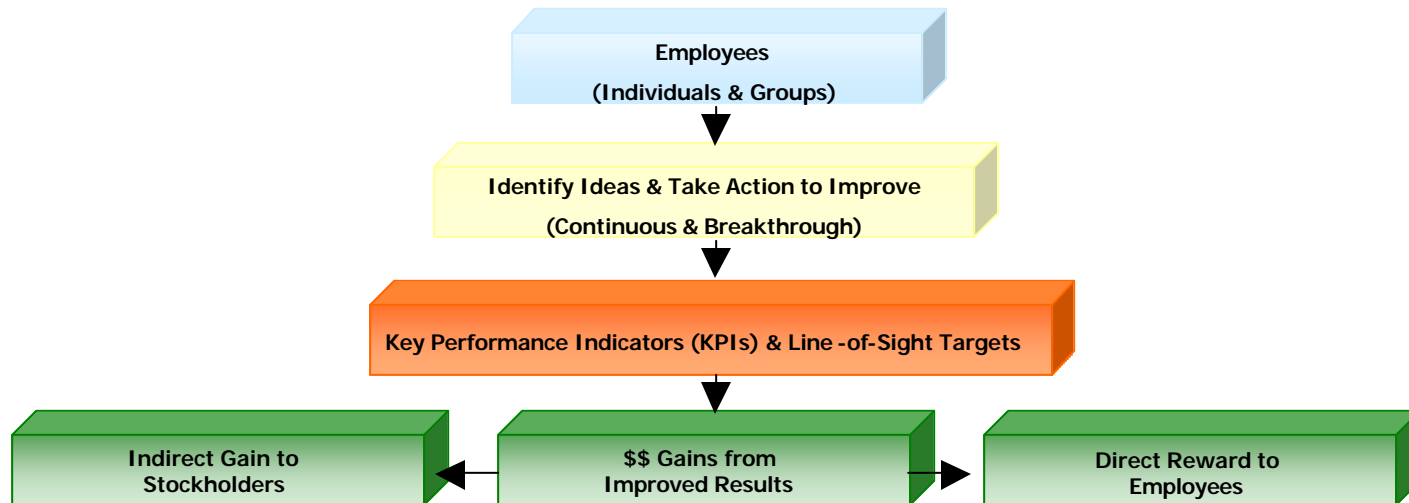 Employees
(Individuals & Groups)
Identify Ideas & Take Action to Improve
(Continuous & Breakthrough)
Key Performance Indicators (KPIs) & Line -of-Sight Targets
Indirect Gain to
Stockholders
$$ Gains from
Improved Results
Direct Reward to
Employees